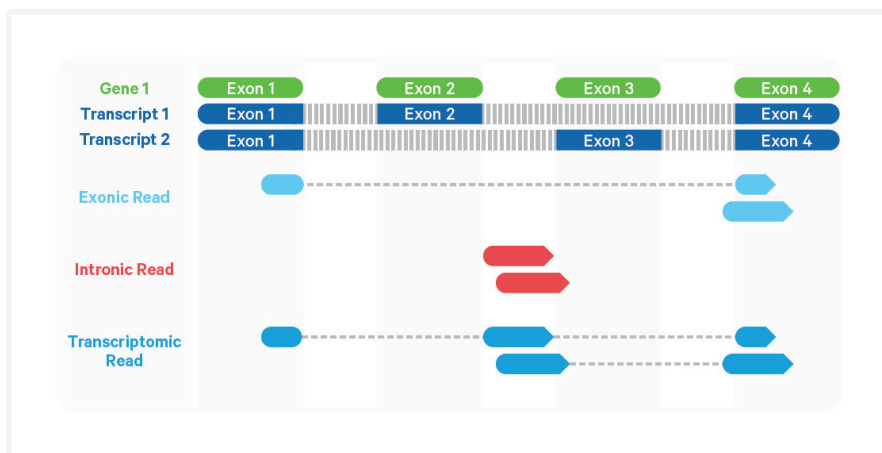 Gene 1 Exon 1 Exon 2 Exon 3 Exon 4
Transcript 1 Exon 1 Exon 2 Exon 4
Transcript 2 Exon 1 Exon 3 Exon 4
Exonic Read
Intronic Read
Transcriptomic
Read